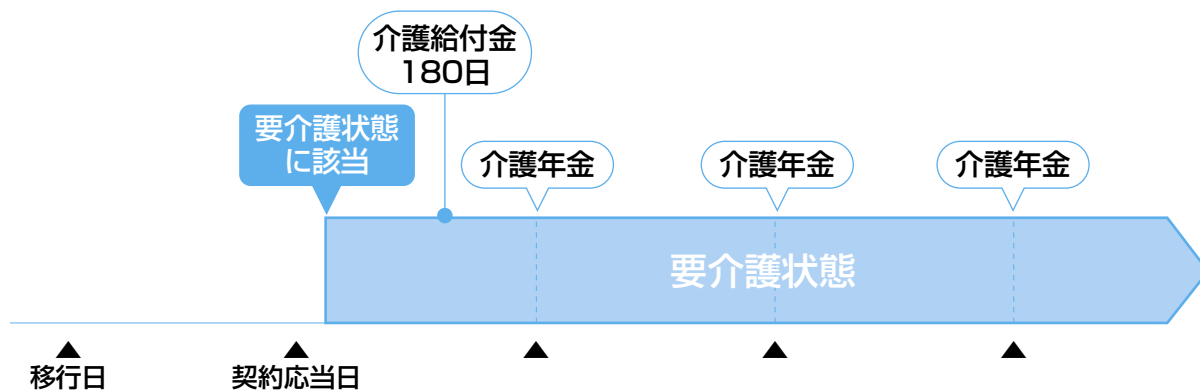 介護給付金
180日
要介護状態
に該当
介護年金
介護年金
介護年金
要介護状態
移行日
契約応当日